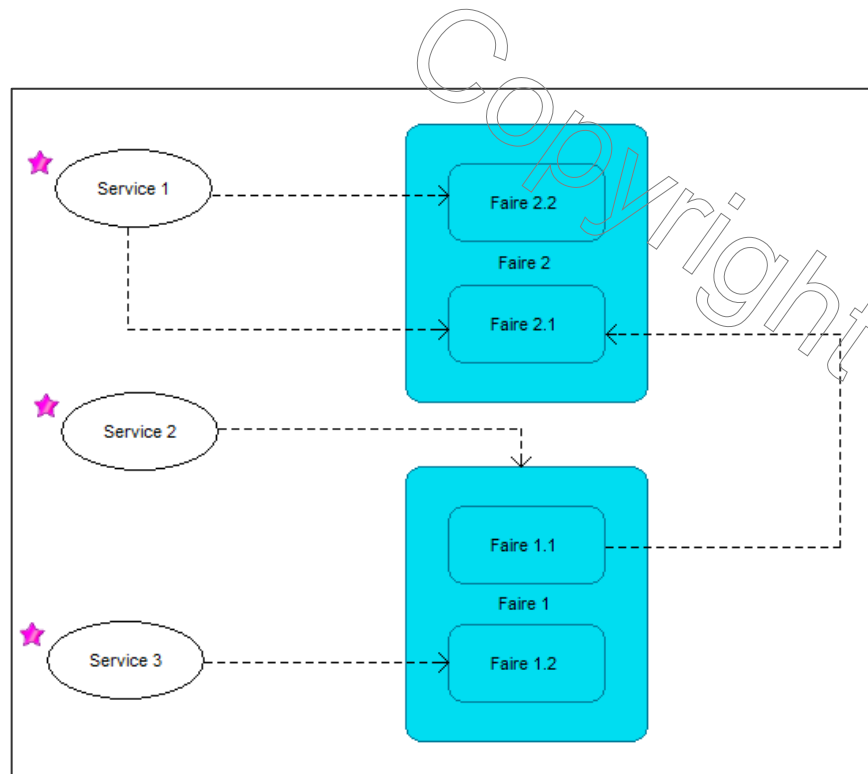 Copyright
Service 1
Faire 2.2
Faire 2
Faire 2.1
Service 2
Faire 1.1
Faire 1
Service 3
Faire 1.2